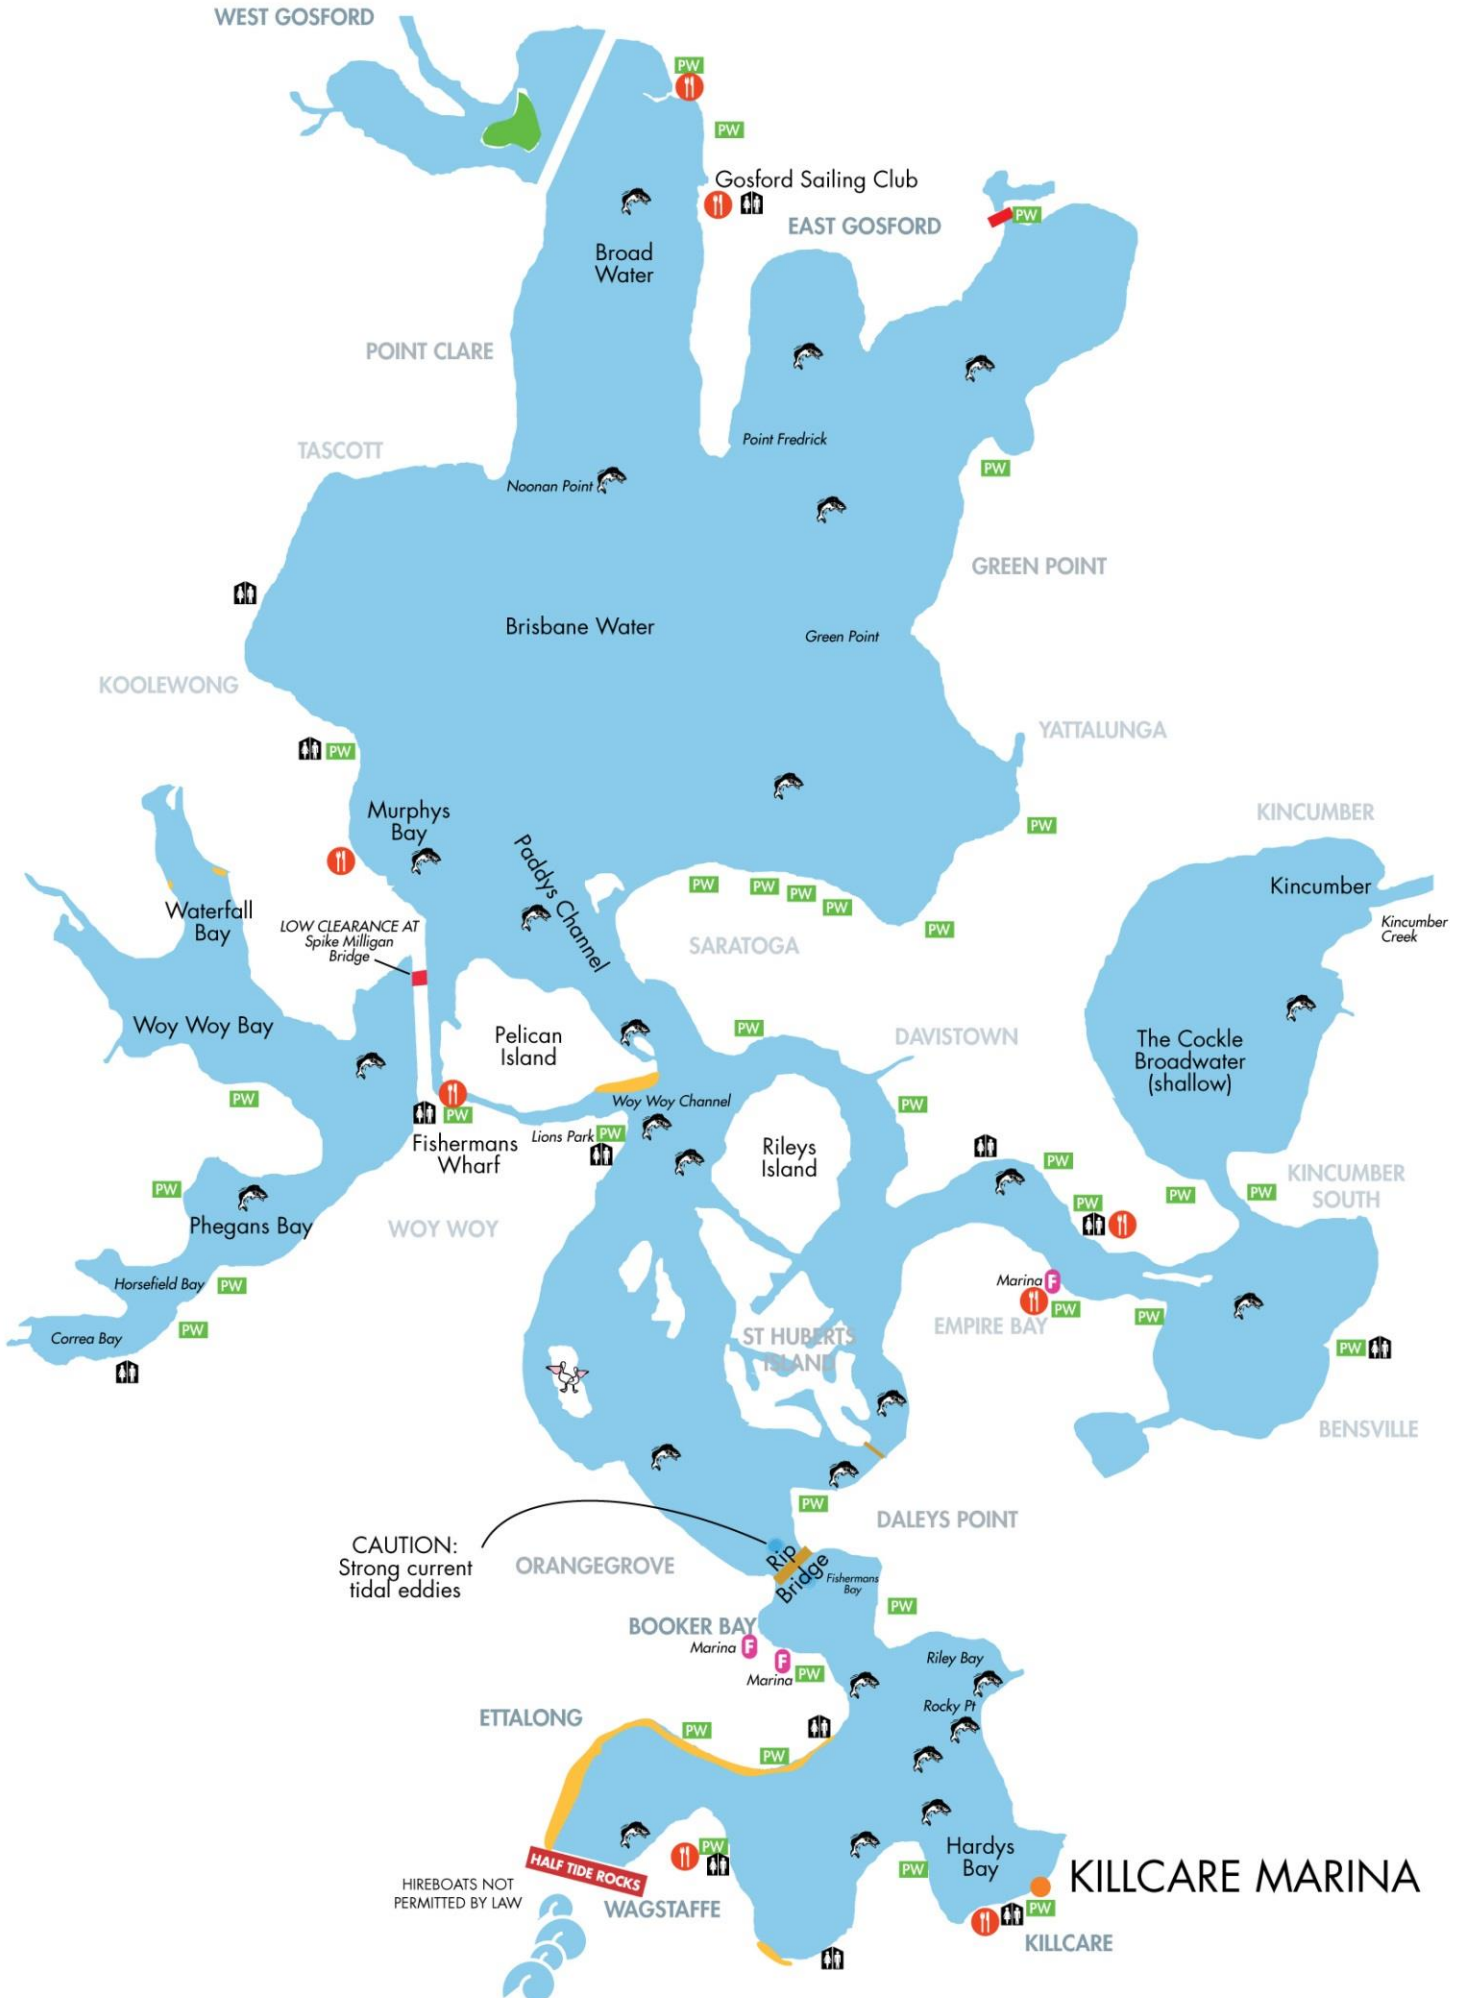 WEST GOSFORD
PW
PW
Gosford Sailing Club
EAST GOSFORD
PW
Broad
Water
POINT CLARE
Point Fredrick
TASCOTT
PW
Noonan Point
GREEN POINT
Brisbane Water
Green Point
KOOLEWONG
YATTALUNGA
PW
Murphys
Bay
PW
KINCUMBER
Paddys Channel
PW
PW
PW
PW
PW
Kincumber
Kincumber
Creek
Waterfall
Bay
LOW CLEARANCE AT
Spike Milligan
Bridge
SARATOGA
Woy Woy Bay
Pelican
Island
PW
DAVISTOWN
The Cockle
Broadwater
(shallow)
PW
Woy Woy Channel
PW
PW
Fishermans
Wharf
Lions Park
PW
Rileys
Island
PW
KINCUMBER
SOUTH
PW
PW
PW
PW
Phegans Bay
WOY WOY
Horsefield Bay
PW
Marina
F
PW
PW
EMPIRE BAY
Correa Bay
PW
ST HUBERTS
ISLAND
PW
BENSVILLE
PW
DALEYS POINT
CAUTION:
Strong current
tidal eddies
ORANGEGROVE
Rip
Bridge
Fishermans
Bay
PW
BOOKER BAY
Marina
F
F
Marina
PW
Riley Bay
Rocky Pt
ETTALONG
PW
PW
PW
Hardys
Bay
PW
KILLCARE MARINA
HALF TIDE ROCKS
HIREBOATS NOT
PERMITTED BY LAW
WAGSTAFFE
PW
KILLCARE